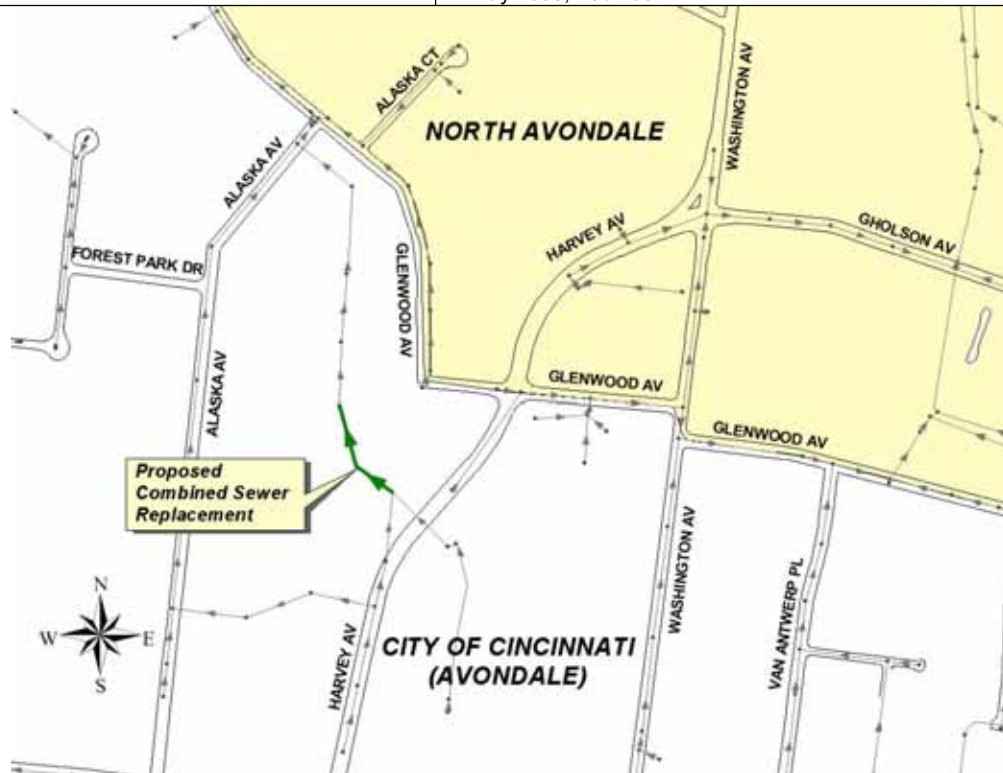 ALASKA CT
WASHINGTON AV
NORTH AVONDALE
ALASKA AV
HARVEY AV
GHOLSON AV
FOREST PARK DR
GLENWOOD AV
ALASKA AV
GLENWOOD AV
GLENWOOD AV
Proposed
Combined Sewer
Replacement
WASHINGTON AV
VAN ANTWERP PL
N
W
E
S
HARVEY AV
CITY OF CINCINNATI
(AVONDALE)